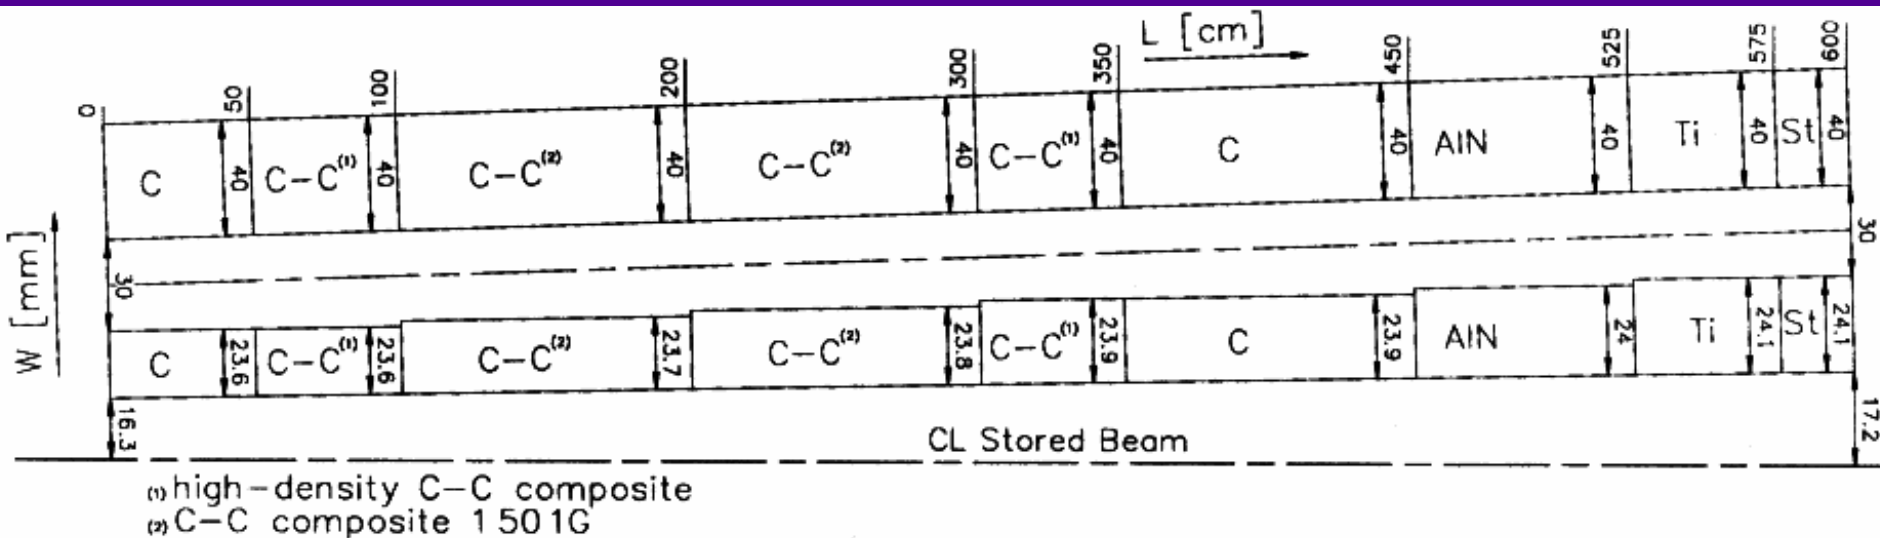 L [cm]
0 50 100 200 300 350 450 525 575 600
C 40 C-C⁽¹⁾ 40 C-C⁽²⁾ 40 C-C⁽²⁾ 40 C-C⁽¹⁾ 40 C 40 AlN 40 Ti 40 St 40
W [mm]
30 30
C 23.6 C-C 23.6 C-C⁽²⁾ 23.7 C-C⁽²⁾ 23.8 C-C⁽¹⁾ 23.9 C 23.9 AlN 24 Ti 24.1 St 24.1
16.3 17.2
CL Stored Beam
(1) high-density C-C composite
(2) C-C composite 1501G